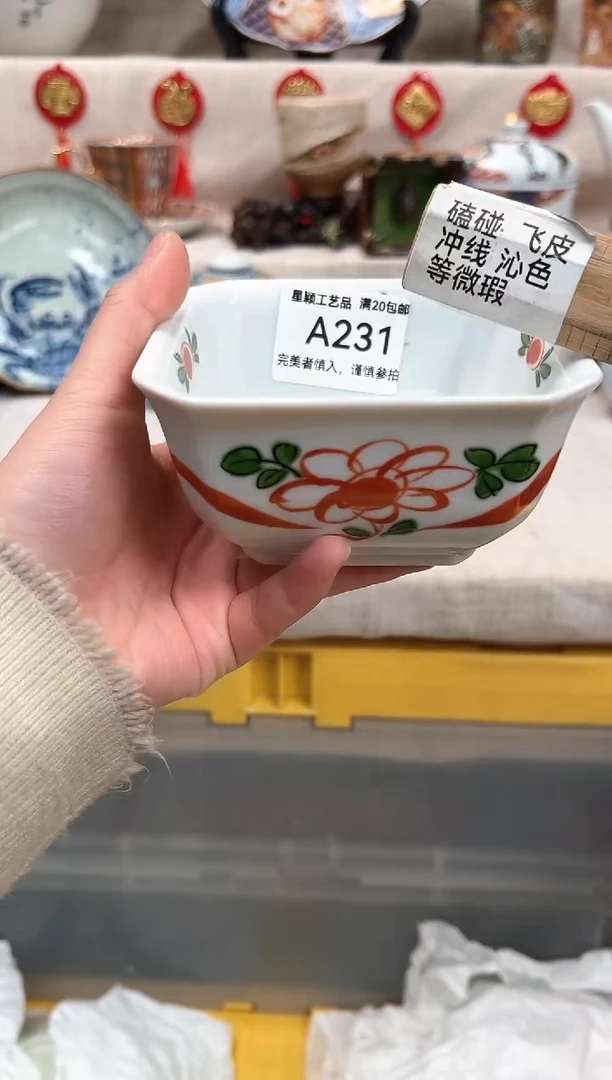 星颖工艺品 满20包邮
A231
完美者慎入，谨慎参拍
磕碰 飞皮
冲线 沁色
等微瑕